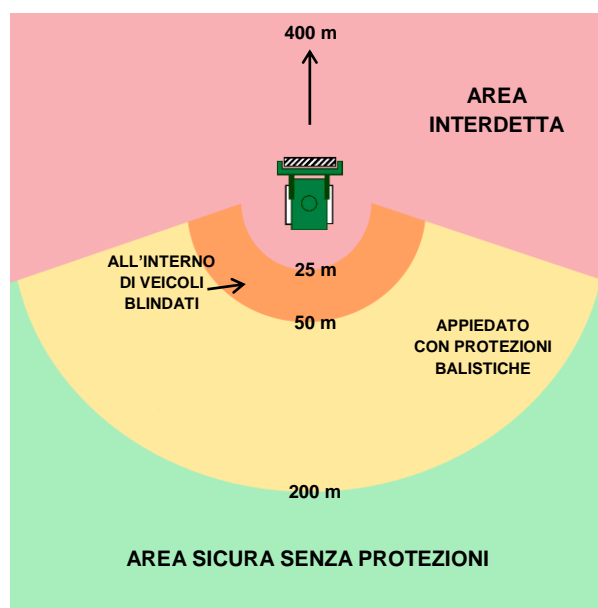 400 m
AREA
INTERDETTA
ALL’INTERNO
DI VEICOLI
BLINDATI
25 m
50 m
APPIEDATO
CON PROTEZIONI
BALISTICHE
200 m
AREA SICURA SENZA PROTEZIONI